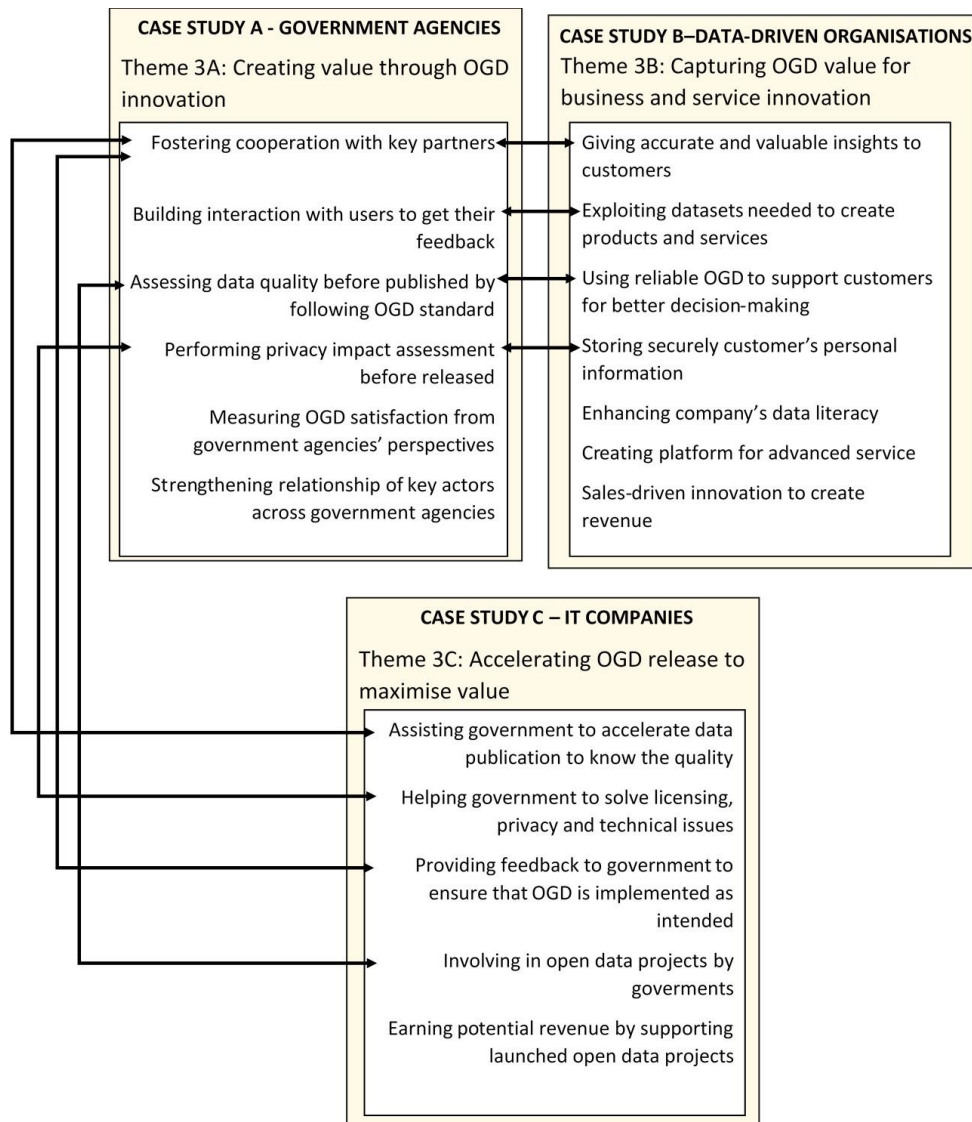 CASE STUDY A - GOVERNMENT AGENCIES
Theme 3A: Creating value through OGD
innovation
Fostering cooperation with key partners
Building interaction with users to get their
feedback
Assessing data quality before published by
following OGD standard
Performing privacy impact assessment
before released
Measuring OGD satisfaction from
government agencies’ perspectives
Strengthening relationship of key actors
across government agencies
CASE STUDY B–DATA-DRIVEN ORGANISATIONS
Theme 3B: Capturing OGD value for
business and service innovation
Giving accurate and valuable insights to
customers
Exploiting datasets needed to create
products and services
Using reliable OGD to support customers
for better decision-making
Storing securely customer’s personal
information
Enhancing company’s data literacy
Creating platform for advanced service
Sales-driven innovation to create
revenue
CASE STUDY C – IT COMPANIES
Theme 3C: Accelerating OGD release to
maximise value
Assisting government to accelerate data
publication to know the quality
Helping government to solve licensing,
privacy and technical issues
Providing feedback to government to
ensure that OGD is implemented as
intended
Involving in open data projects by
goverments
Earning potential revenue by supporting
launched open data projects